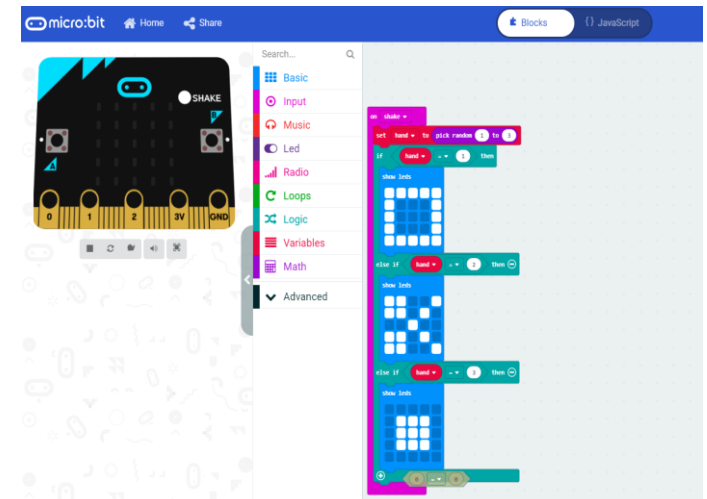 micro:bit Home Share Blocks {} JavaScript
Search...
Basic
Input
Music
Led
Radio
Loops
Logic
Variables
Math
Advanced
SHAKE
B
A
0 1 2 3V GND
on shake
set hand to pick random 1 to 3
if hand = 1 then
show leds
else if hand = 2 then
show leds
else if hand = 3 then
show leds
0 = 0